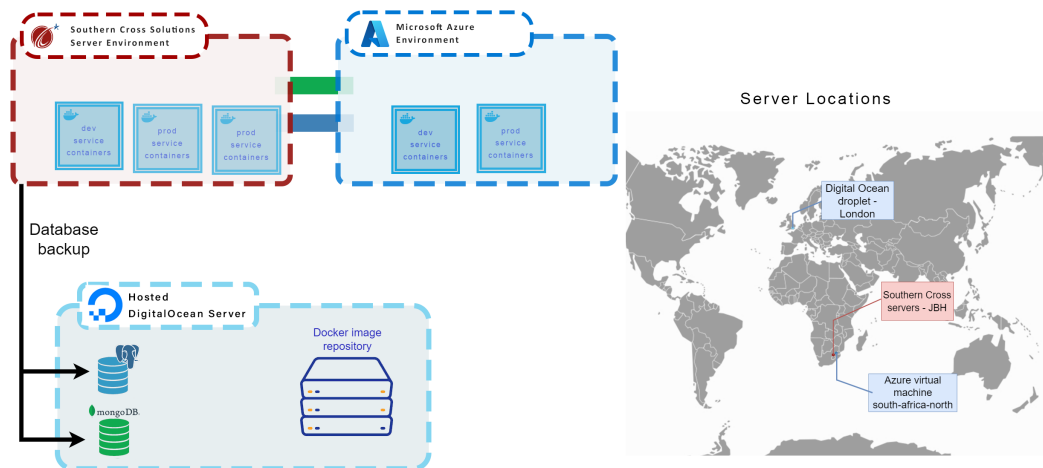 Southern Cross Solutions
Server Environment
Microsoft Azure
Environment
dev
service
containers
prod
service
containers
prod
service
containers
dev
service
containers
prod
service
containers
Database
backup
Hosted
DigitalOcean Server
mongoDB.
Docker image
repository
Server Locations
Digital Ocean
droplet -
London
Southern Cross
servers - JBH
Azure virtual
machine
south-africa-north